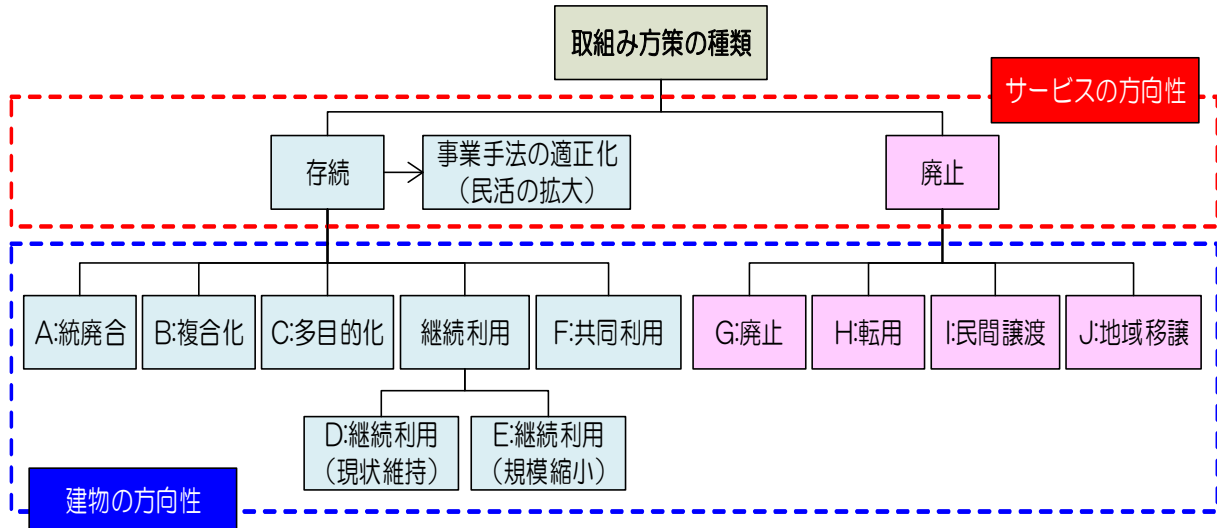 取組み方策の種類
サービスの方向性
存続
事業手法の適正化
（民活の拡大）
廃止
A:統廃合
B:複合化
C:多目的化
継続利用
F:共同利用
G:廃止
H:転用
I:民間譲渡
J:地域移譲
D:継続利用
（現状維持）
E:継続利用
（規模縮小）
建物の方向性